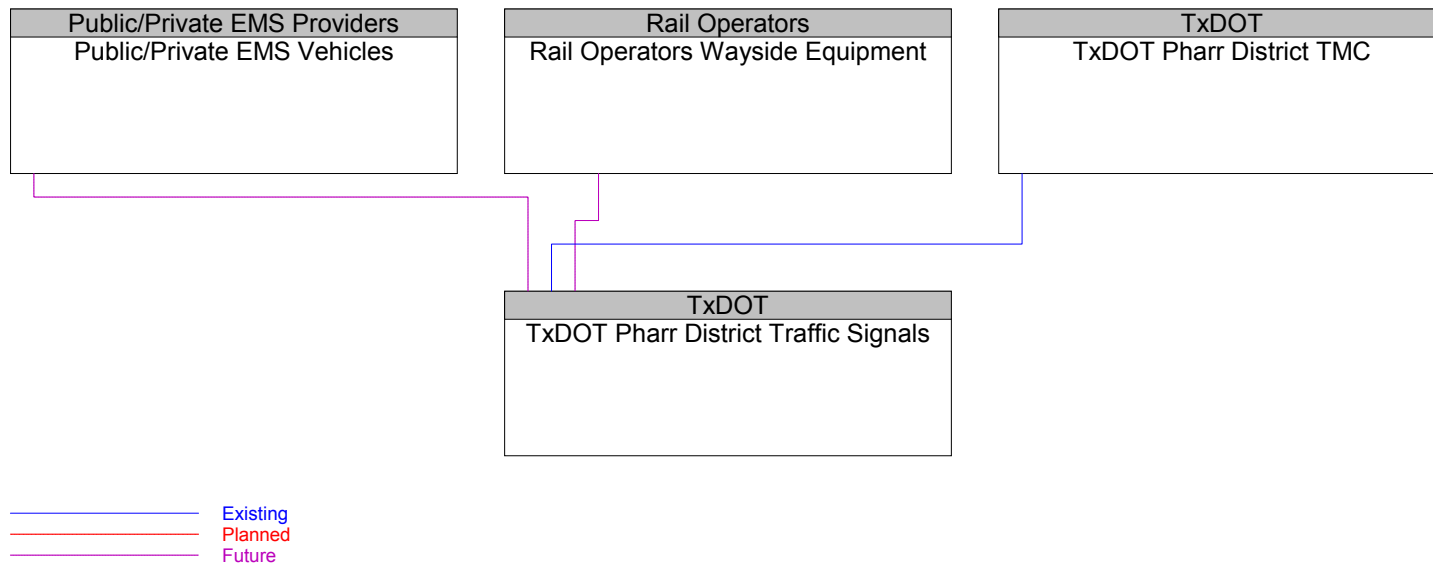 Public/Private EMS Providers
Public/Private EMS Vehicles
Rail Operators
Rail Operators Wayside Equipment
TxDOT
TxDOT Pharr District TMC
TxDOT
TxDOT Pharr District Traffic Signals
Existing
Planned
Future